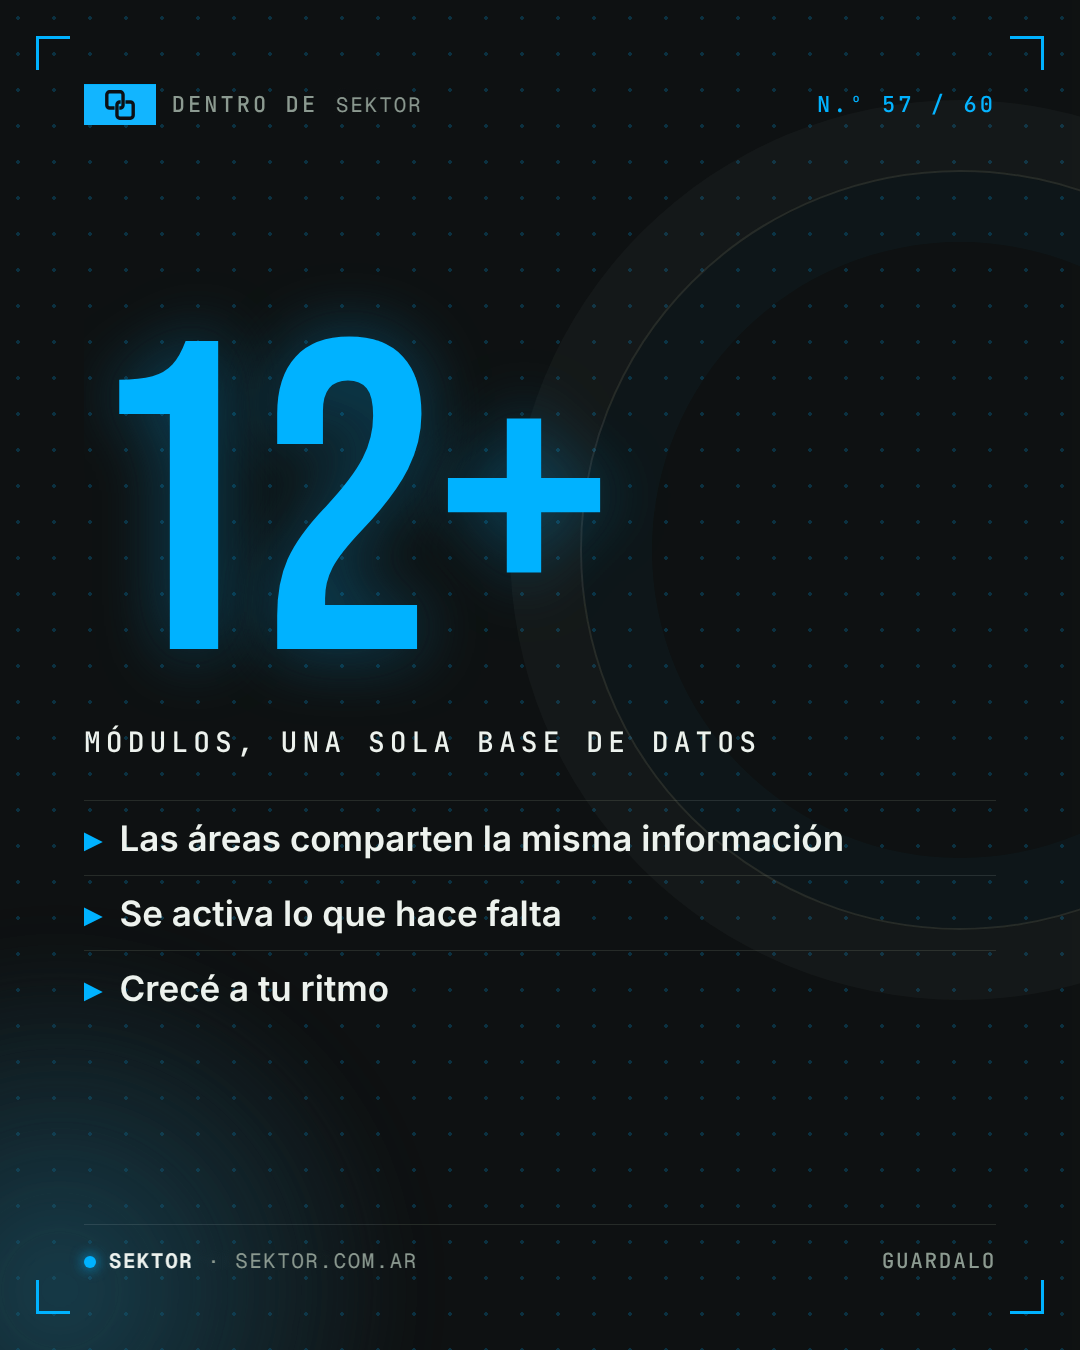 DENTRO DE SEKTOR
N.º 57 / 60
12+
MÓDULOS, UNA SOLA BASE DE DATOS
▶ Las áreas comparten la misma información
▶ Se activa lo que hace falta
▶ Crecé a tu ritmo
SEKTOR · SEKTOR.COM.AR
GUARDALO